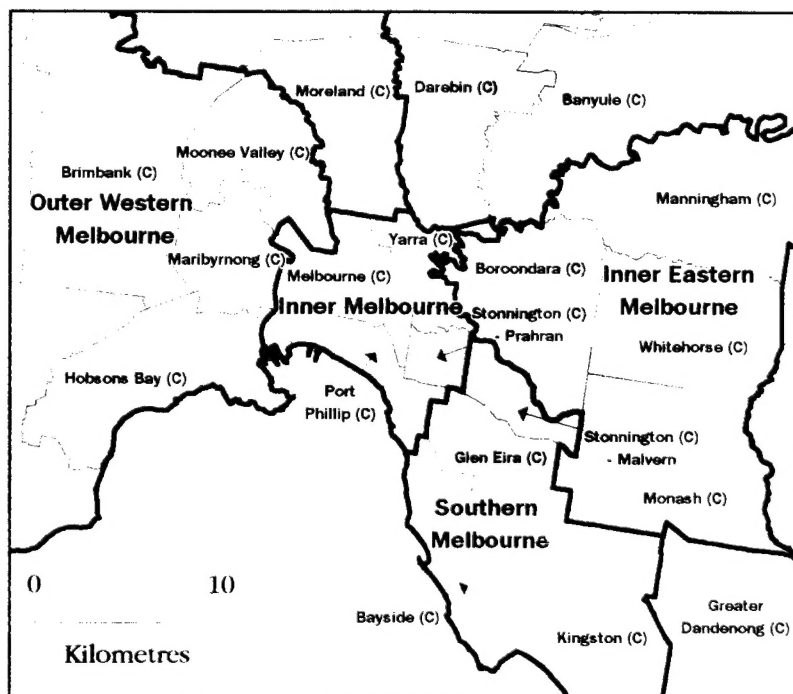 Moreland (C)
Darebin (C)
Banyule (C)
Moonee Valley (C)
Brimbank (C)
Manningham (C)
Outer Western
Melbourne
Yarra (C)
Maribyrnong (C)
Melbourne (C)
Boroondara (C)
Inner Eastern
Melbourne
Inner Melbourne
Stonnington (C)
- Prahran
Whitehorse (C)
Hobsons Bay (C)
Port
Phillip (C)
Stonnington (C)
- Malvern
Glen Eira (C)
Monash (C)
Southern
Melbourne
0 10
Kilometres
Bayside (C)
Kingston (C)
Greater
Dandenong (C)